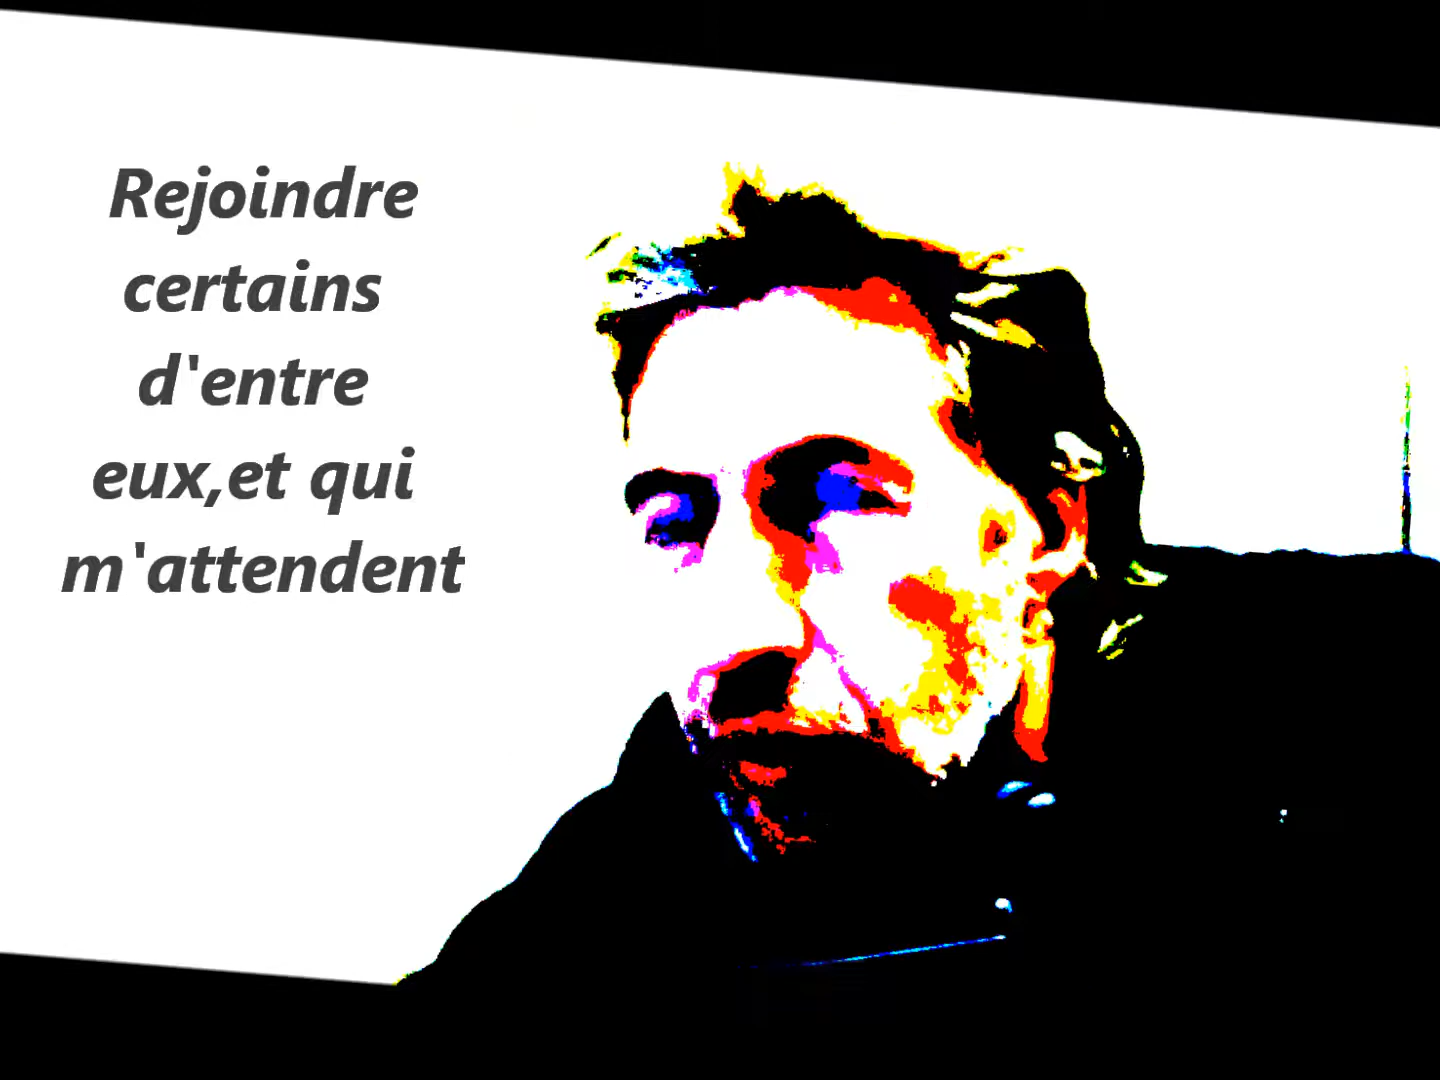 Rejoindre
certains
d'entre
eux,et qui
m'attendent